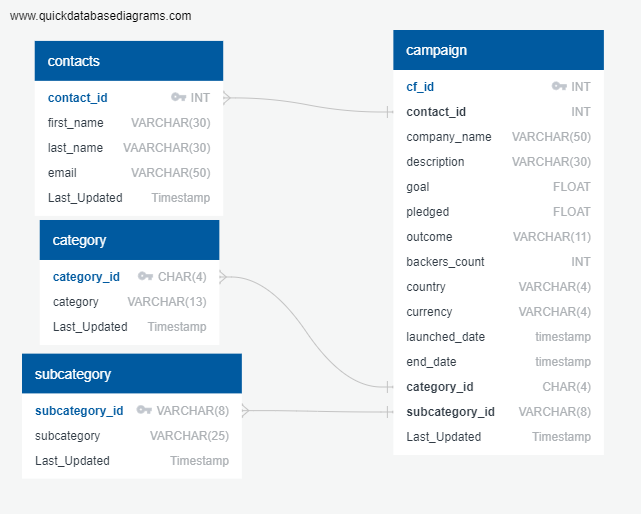 www.quickdatabasediagrams.com
contacts
contact_id INT
first_name VARCHAR(30)
last_name VAARCHAR(30)
email VARCHAR(50)
Last_Updated Timestamp
category
category_id CHAR(4)
category VARCHAR(13)
Last_Updated Timestamp
subcategory
subcategory_id VARCHAR(8)
subcategory VARCHAR(25)
Last_Updated Timestamp
campaign
cf_id INT
contact_id INT
company_name VARCHAR(50)
description VARCHAR(30)
goal FLOAT
pledged FLOAT
outcome VARCHAR(11)
backers_count INT
country VARCHAR(4)
currency VARCHAR(4)
launched_date timestamp
end_date timestamp
category_id CHAR(4)
subcategory_id VARCHAR(8)
Last_Updated Timestamp